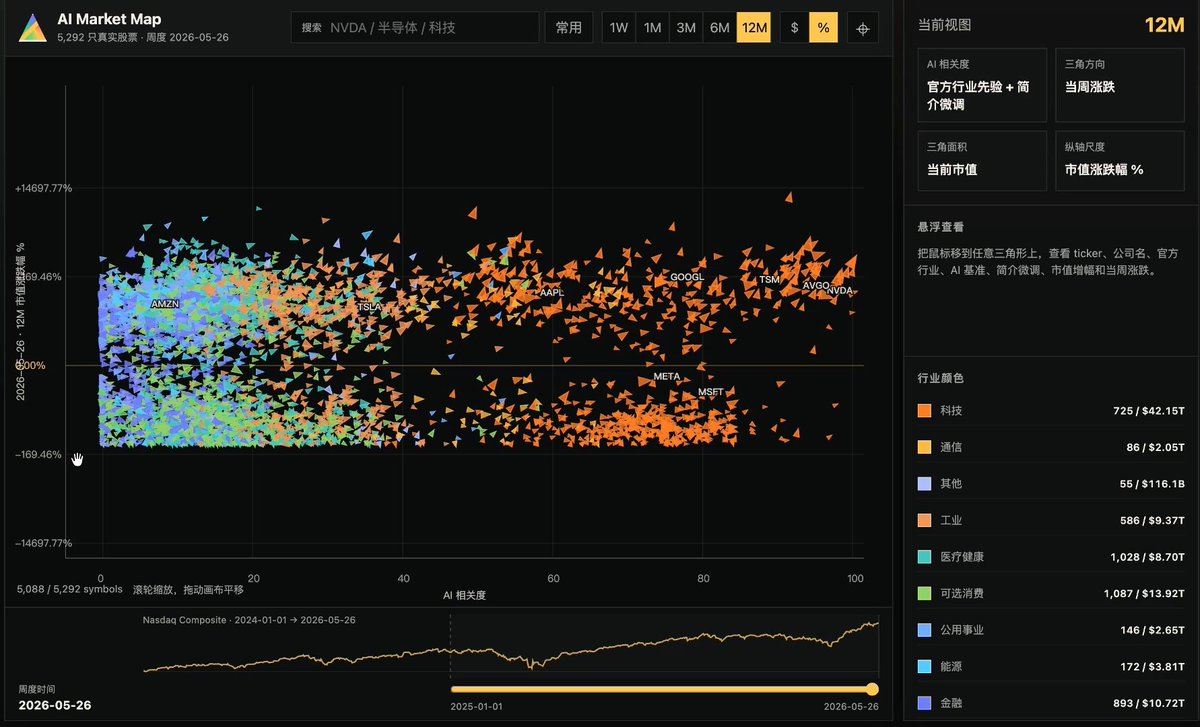 AI Market Map
5,292 只真实股票 · 周度 2026-05-26
搜索 NVDA / 半导体 / 科技
常用
1W 1M 3M 6M 12M
$ %
+14697.77%
+169.46%
0.00%
−169.46%
−14697.77%
2026-05-26 · 12M 市值涨跌幅 %
AMZN
TSLA
AAPL
GOOGL
TSM
AVGO
NVDA
META
MSFT
0 20 40 60 80 100
5,088 / 5,292 symbols 滚轮缩放，拖动画布平移
AI 相关度
Nasdaq Composite · 2024-01-01 → 2026-05-26
周度时间
2026-05-26
2025-01-01
2026-05-26
当前视图
12M
AI 相关度
官方行业先验 + 简
介微调
三角方向
当周涨跌
三角面积
当前市值
纵轴尺度
市值涨跌幅 %
悬浮查看
把鼠标移到任意三角形上，查看 ticker、公司名、官方
行业、AI 基准、简介微调、市值增幅和当周涨跌。
行业颜色
科技 725 / $42.15T
通信 86 / $2.05T
其他 55 / $116.1B
工业 586 / $9.37T
医疗健康 1,028 / $8.70T
可选消费 1,087 / $13.92T
公用事业 146 / $2.65T
能源 172 / $3.81T
金融 893 / $10.72T